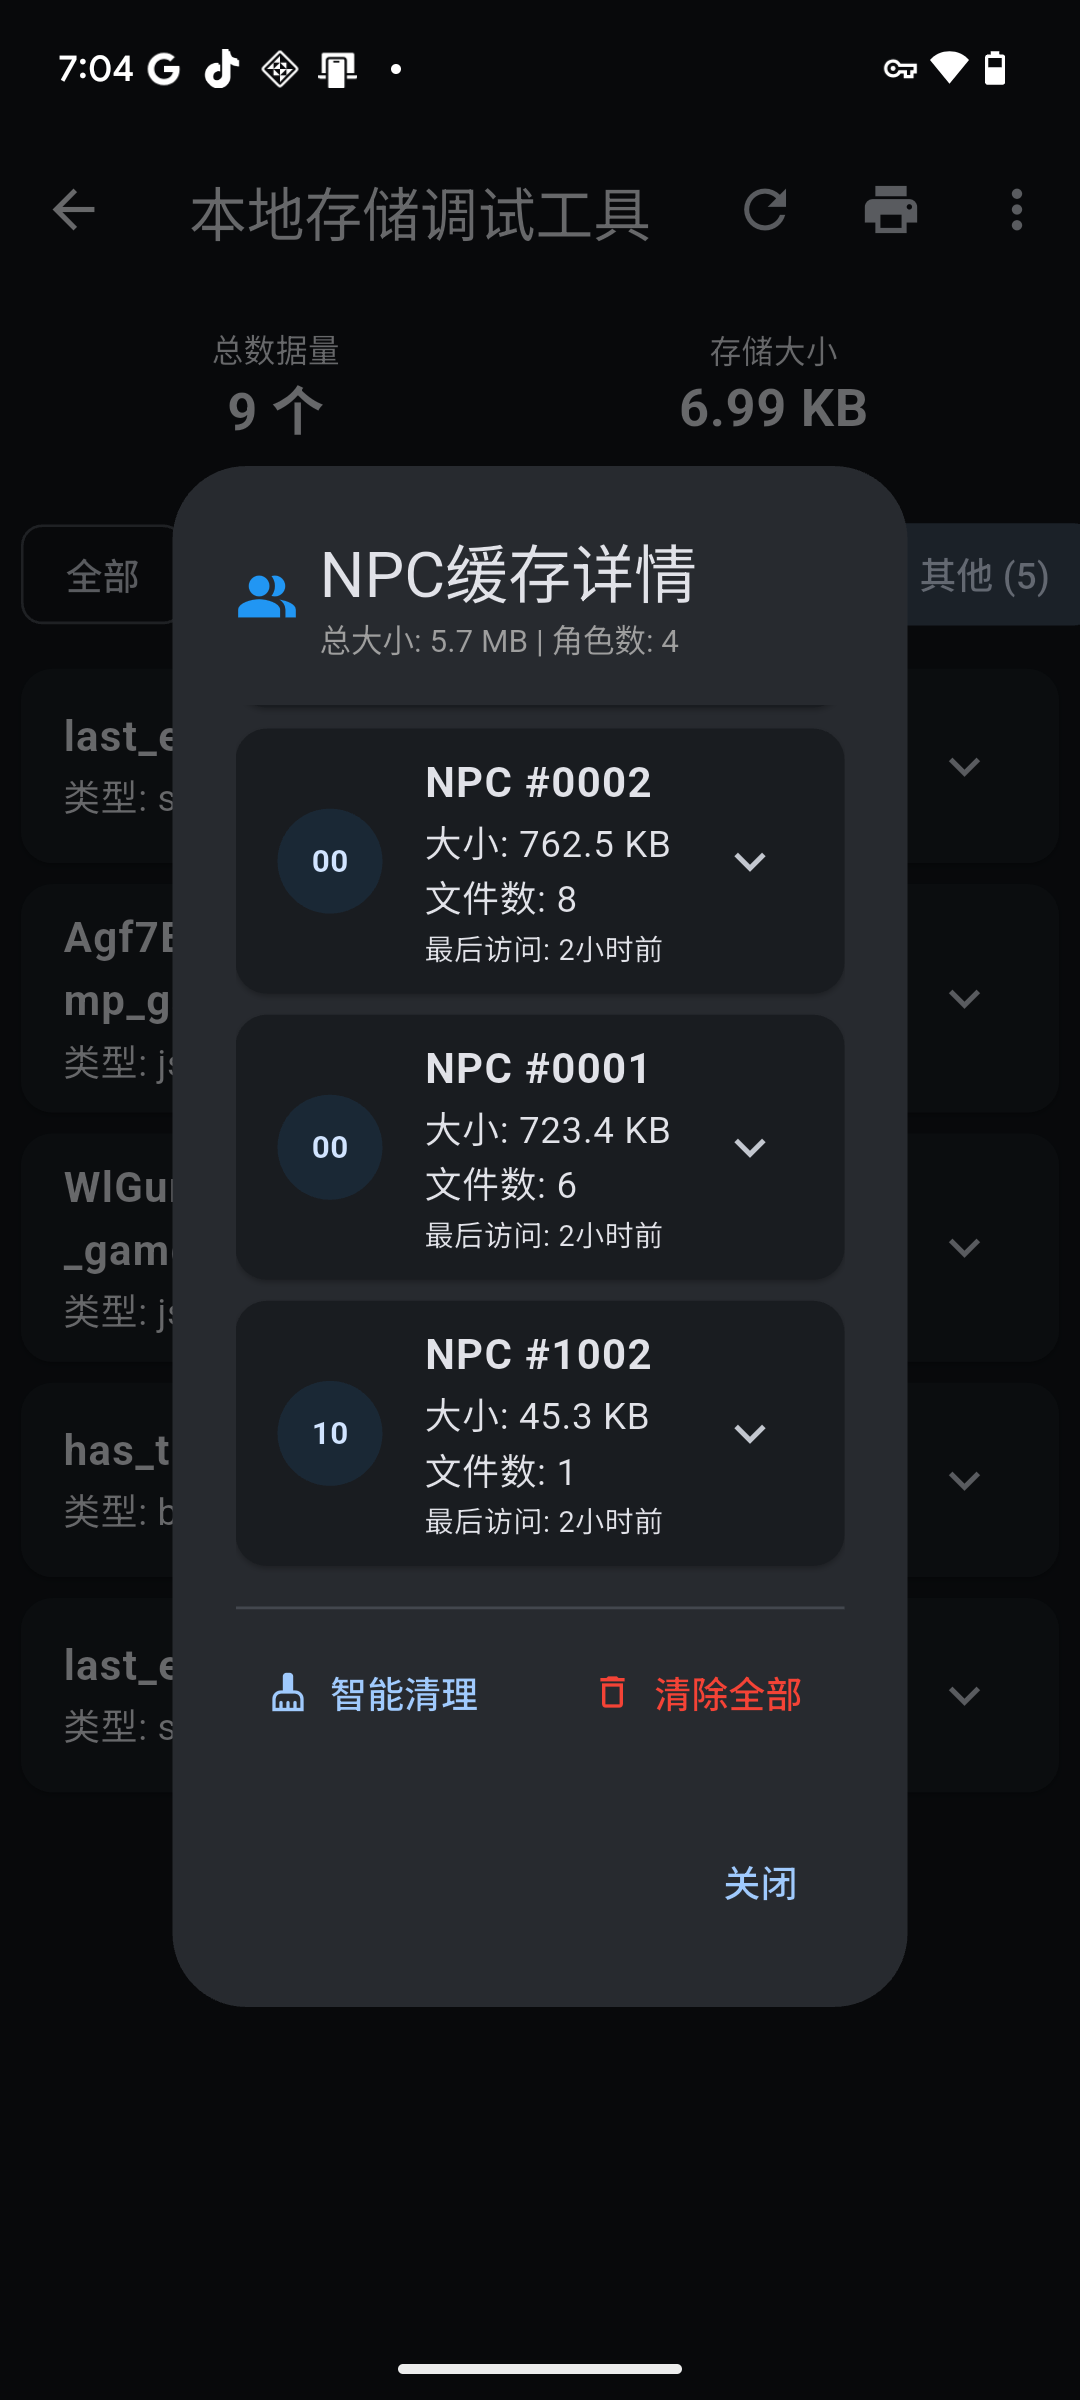 7:04
本地存储调试工具
总数据量
存储大小
9 个
6.99 KB
全部
其他 (5)
NPC缓存详情
总大小: 5.7 MB | 角色数: 4
last_e
类型: s
Agf7E
mp_g
类型: js
WlGu
_game
类型: js
has_t
类型: b
last_e
类型: s
00
NPC #0002
大小: 762.5 KB
文件数: 8
最后访问: 2小时前
00
NPC #0001
大小: 723.4 KB
文件数: 6
最后访问: 2小时前
10
NPC #1002
大小: 45.3 KB
文件数: 1
最后访问: 2小时前
智能清理
清除全部
关闭